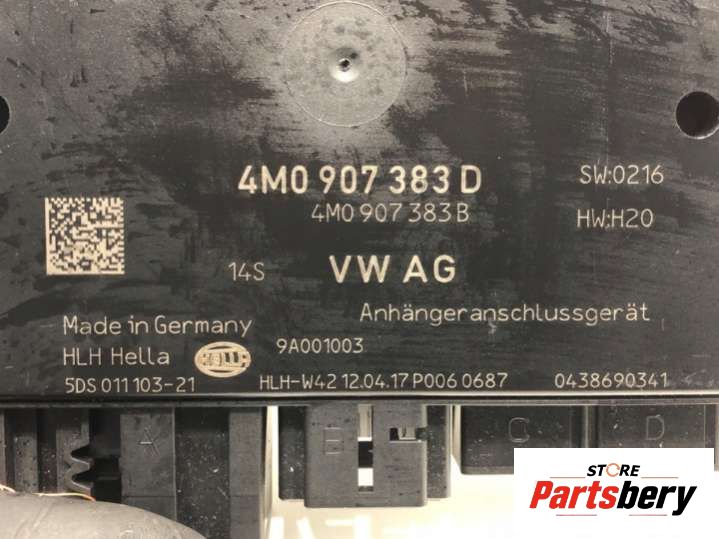 4M0 907 383 D
SW:0216
4M0 907 383 B
HW:H20
14S
VW AG
Anhängeranschlussgerät
Made in Germany
9A001003
HLH Hella
HELLA
5DS 011 103-21
HLH-W42 12.04.17 P006 0687
0438690341
A
B
C
D
STORE
Partsbery